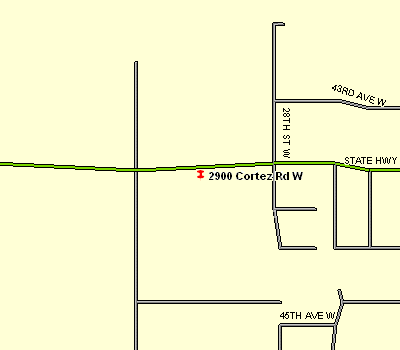 43RD AVE W
28TH ST W
STATE HWY
2900 Cortez Rd W
45TH AVE W